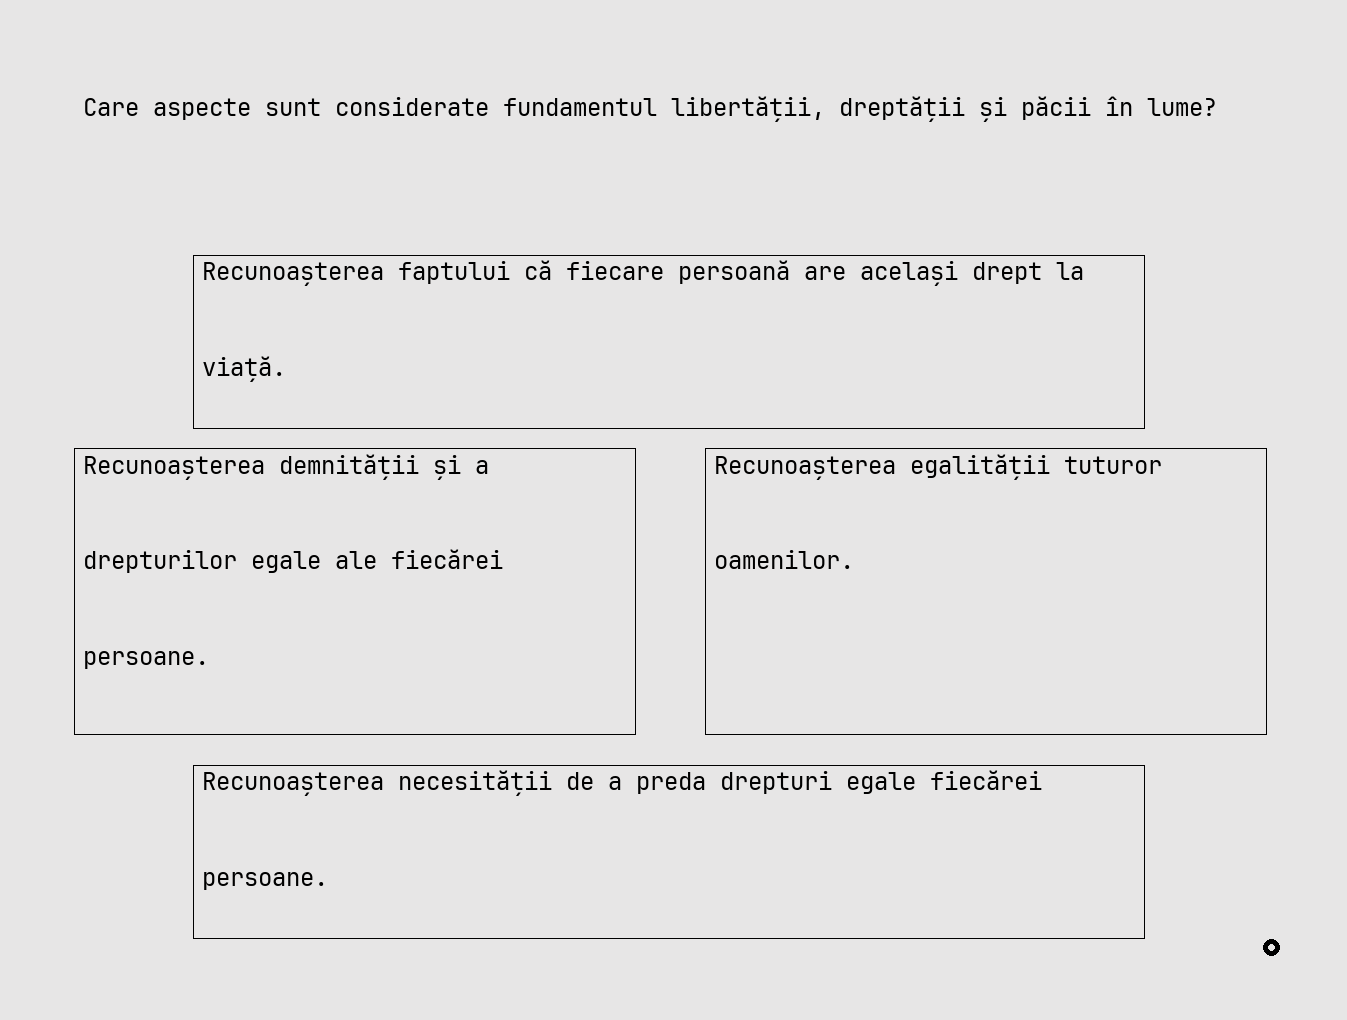 Care aspecte sunt considerate fundamentul libertății, dreptății și păcii în lume?
Recunoașterea faptului că fiecare persoană are același drept la
viață.
Recunoașterea demnității și a
drepturilor egale ale fiecărei
persoane.
Recunoașterea egalității tuturor
oamenilor.
Recunoașterea necesității de a preda drepturi egale fiecărei
persoane.